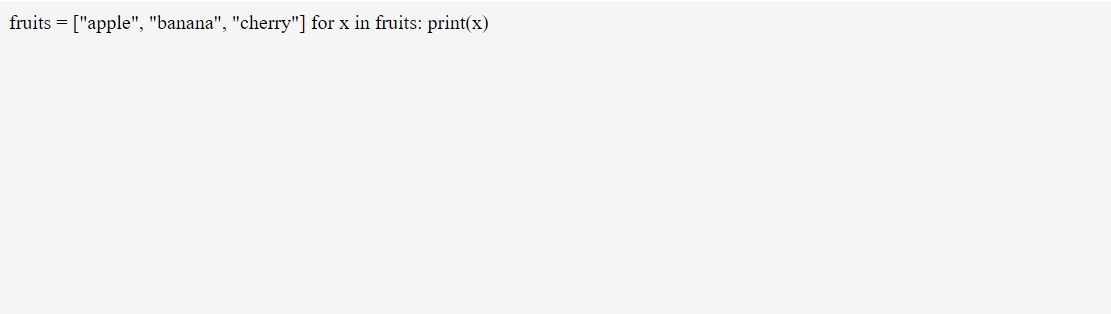 fruits = ["apple", "banana", "cherry"] for x in fruits: print(x)